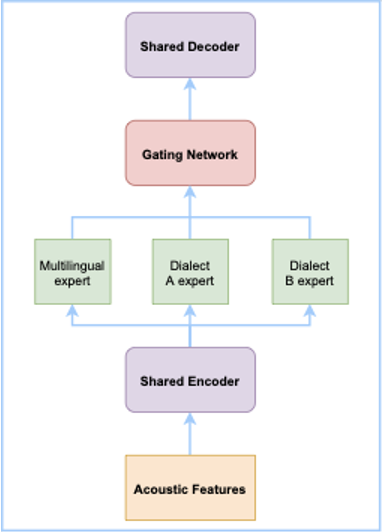 Shared Decoder
Gating Network
Multilingual
expert
Dialect
A expert
Dialect
B expert
Shared Encoder
Acoustic Features